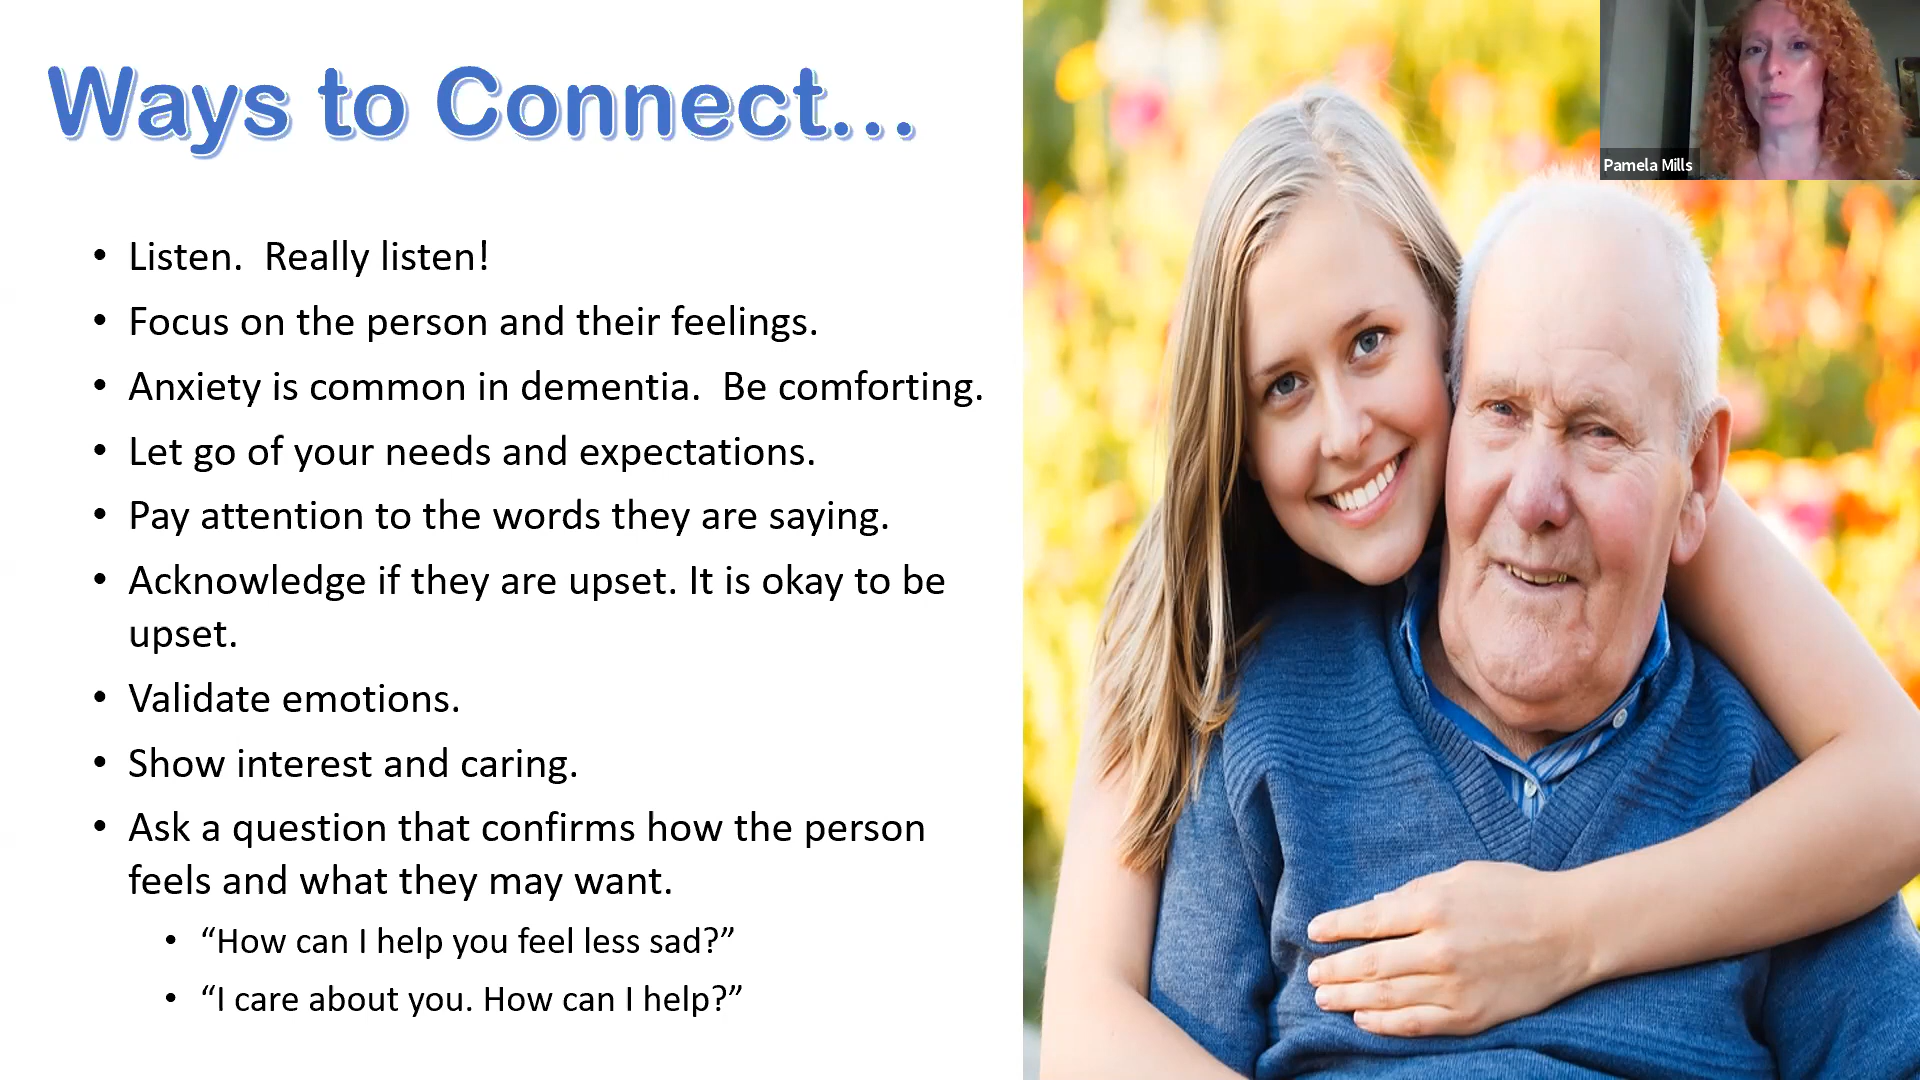 Ways to Connect...
Pamela Mills
• Listen.  Really listen!
• Focus on the person and their feelings.
• Anxiety is common in dementia.  Be comforting.
• Let go of your needs and expectations.
• Pay attention to the words they are saying.
• Acknowledge if they are upset. It is okay to be
upset.
• Validate emotions.
• Show interest and caring.
• Ask a question that confirms how the person
feels and what they may want.
• “How can I help you feel less sad?”
• “I care about you. How can I help?”